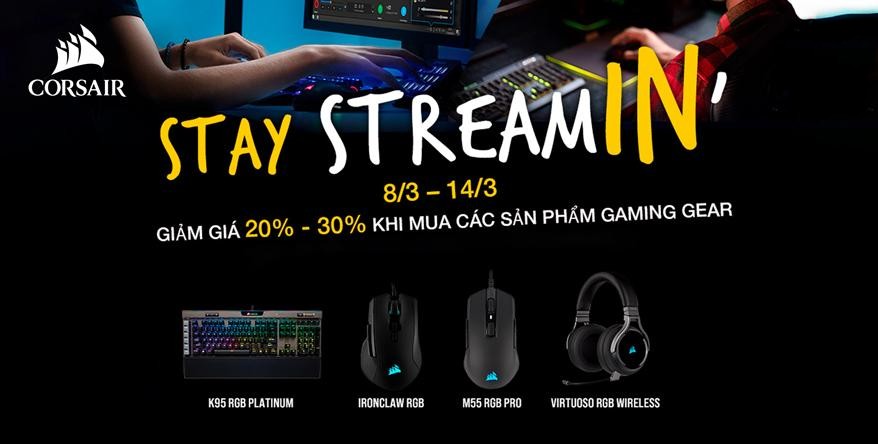 CORSAIR
STAY STREAMIN'
8/3 – 14/3
GIẢM GIÁ 20% - 30% KHI MUA CÁC SẢN PHẨM GAMING GEAR
K95 RGB PLATINUM
IRONCLAW RGB
M55 RGB PRO
VIRTUOSO RGB WIRELESS